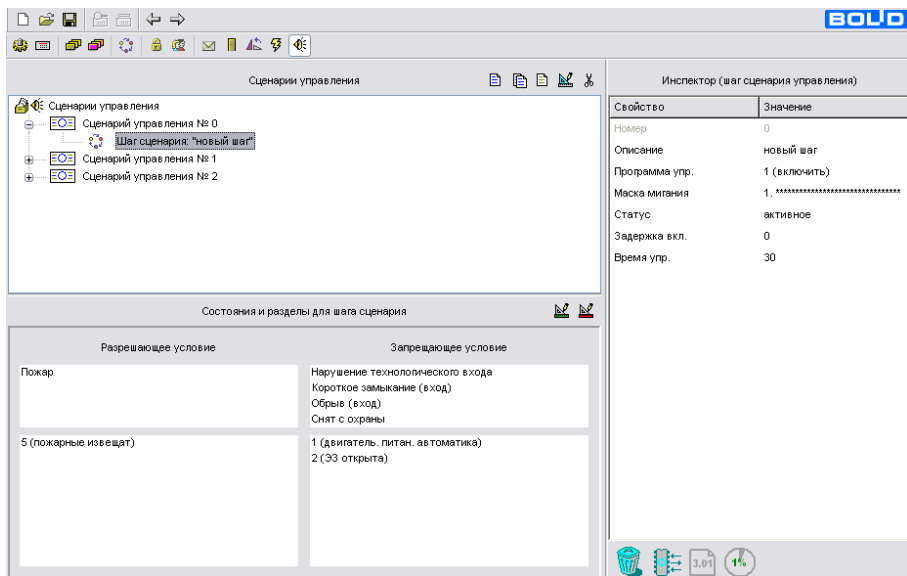 BOLID
Сценарии управления
Инспектор (шаг сценария управления)
Сценарии управления
Сценарий управления № 0
Шаг сценария: "новый шаг"
Сценарий управления № 1
Сценарий управления № 2
Свойство Значение
Номер 0
Описание новый шаг
Программа упр. 1 (включить)
Маска мигания 1. ********************************
Статус активное
Задержка вкл. 0
Время упр. 30
Состояния и разделы для шага сценария
Разрешающее условие Запрещающее условие
Пожар
Нарушение технологического входа
Короткое замыкание (вход)
Обрыв (вход)
Снят с охраны
5 (пожарные извещат)
1 (двигатель. питан. автоматика)
2 (ЭЗ открыта)
3.01
1%